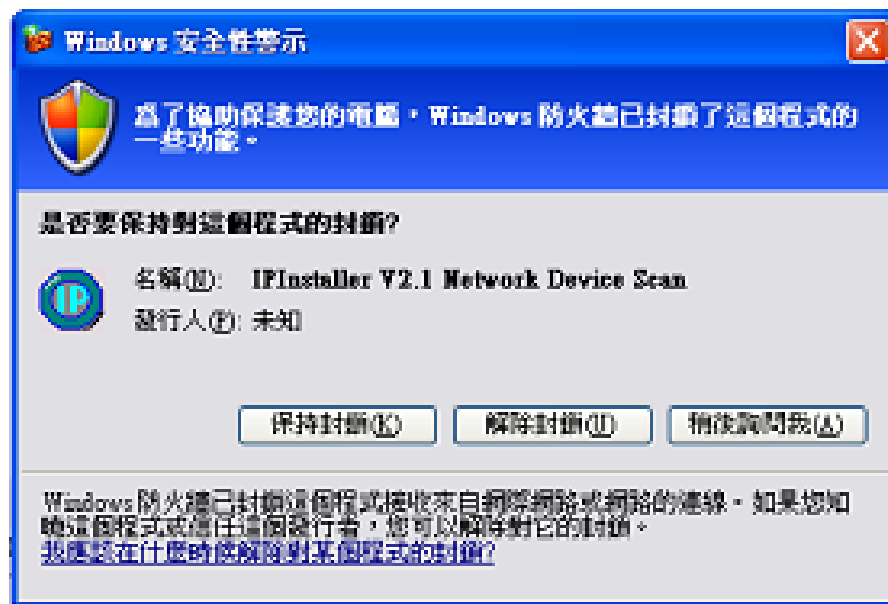 Windows 安全性警示
為了協助保護您的電腦，Windows 防火牆已封鎖了這個程式的
一些功能。
是否要保持對這個程式的封鎖?
名稱(N): IPInstaller V2.1 Network Device Scan
發行人(P): 未知
保持封鎖(K) 解除封鎖(U) 稍後詢問我(A)
Windows 防火牆已封鎖這個程式接收來自網際網路或網路的連線。如果您知
曉這個程式或信任這個發行者，您可以解除對它的封鎖。
我應該在什麼時候解除對某個程式的封鎖?
IP